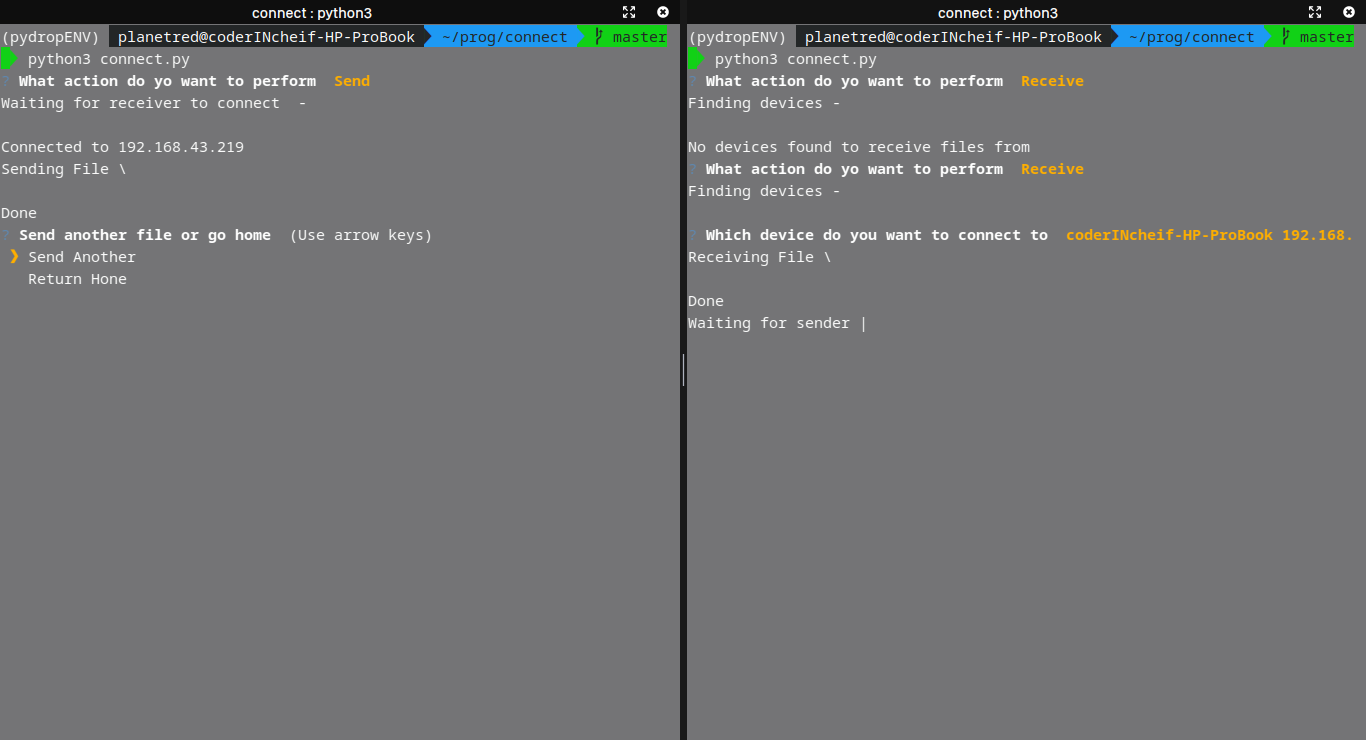 connect : python3
(pydropENV) planetred@coderINcheif-HP-ProBook ~/prog/connect master
python3 connect.py
? What action do yo want to perform Send
Waiting for receiver to connect -
Connected to 192.168.43.219
Sending File \
Done
? Send another file or go home (Use arrow keys)
❯ Send Another
Return Hone
connect : python3
(pydropENV) planetred@coderINcheif-HP-ProBook ~/prog/connect master
python3 connect.py
? What action do yo want to perform Receive
Finding devices -
No devices found to receive files from
? What action do yo want to perform Receive
Finding devices -
? Which device do you want to connect to coderINcheif-HP-ProBook 192.168.
Receiving File \
Done
Waiting for sender |